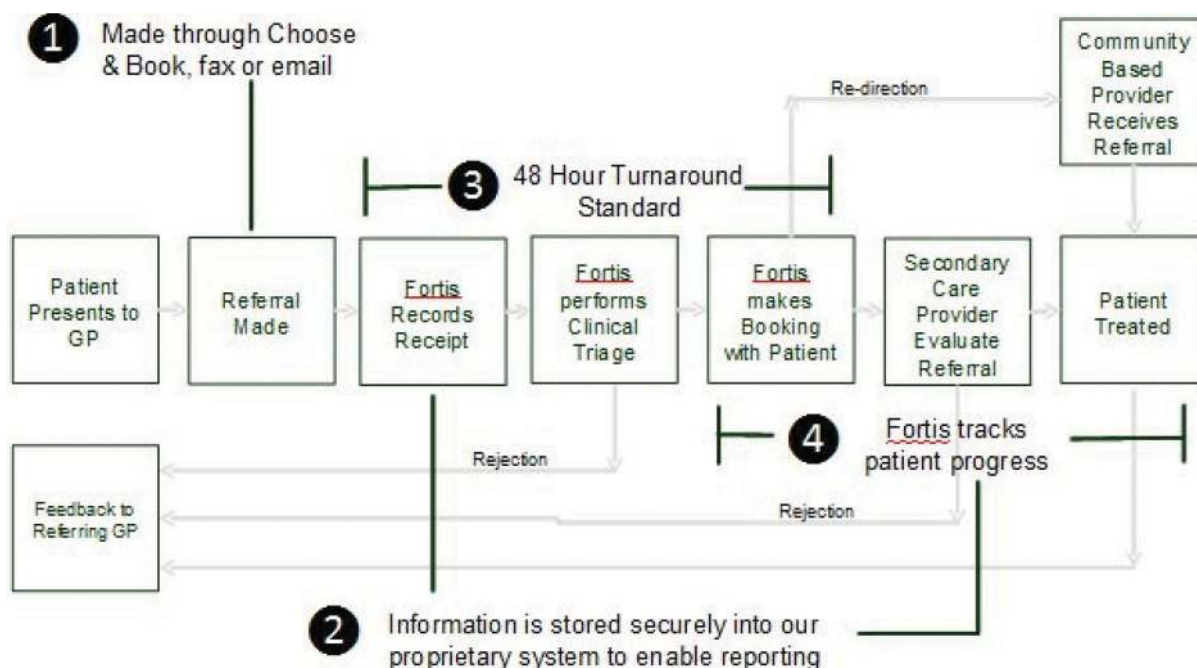 1 Made through Choose
& Book, fax or email
Community
Based
Provider
Receives
Referral
Re-direction
3 48 Hour Turnaround
Standard
Patient
Presents to
GP
Referral
Made
Fortis
Records
Receipt
Fortis
performs
Clinical
Triage
Fortis
makes
Booking
with Patient
Secondary
Care
Provider
Evaluate
Referral
Patient
Treated
4 Fortis tracks
patient progress
Rejection
Feedback to
Referring GP
Rejection
2 Information is stored securely into our
proprietary system to enable reporting